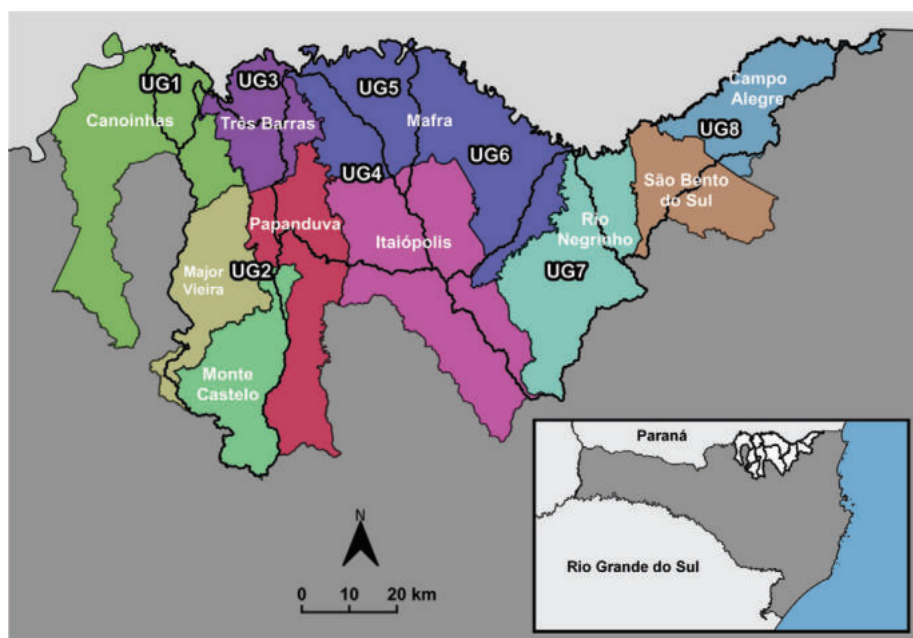 UG1
Canoinhas
UG3
Três Barras
UG5
Mafra
UG4
UG6
Campo
Alegre
UG8
São Bento
do Sul
Papanduva
Itaiópolis
Rio
Negrinho
UG7
Major
Vieira
UG2
Monte
Castelo
N
0 10 20 km
Paraná
Rio Grande do Sul